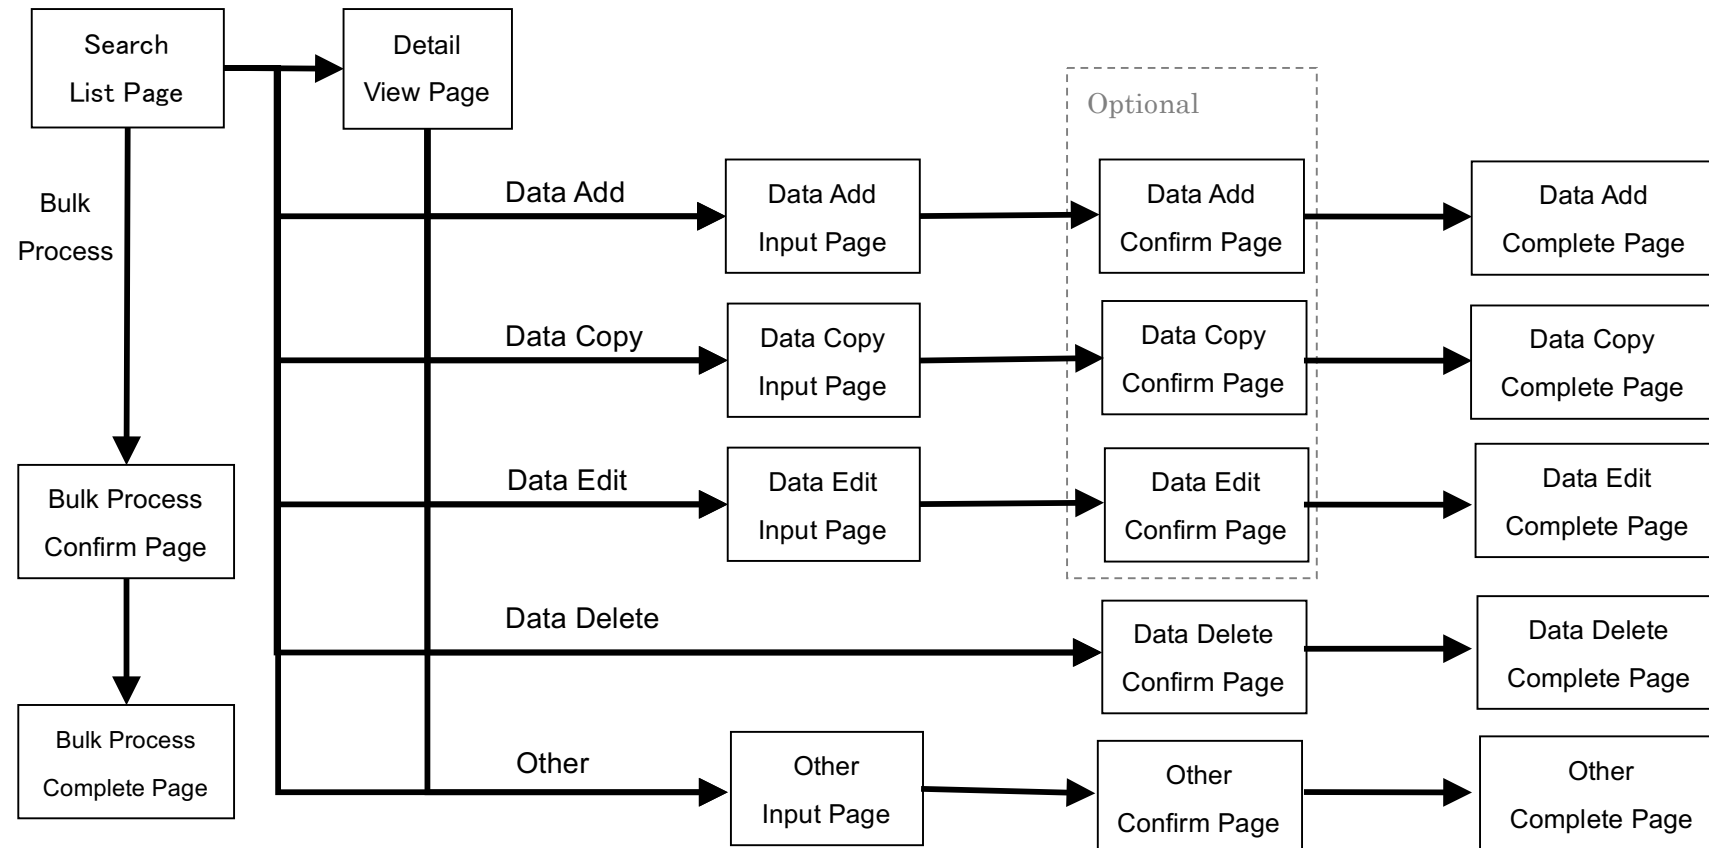 Search
List Page
Detail
View Page
Optional
Bulk
Process
Data Add
Data Add
Input Page
Data Add
Confirm Page
Data Add
Complete Page
Data Copy
Data Copy
Input Page
Data Copy
Confirm Page
Data Copy
Complete Page
Data Edit
Data Edit
Input Page
Data Edit
Confirm Page
Data Edit
Complete Page
Bulk Process
Confirm Page
Data Delete
Data Delete
Confirm Page
Data Delete
Complete Page
Bulk Process
Complete Page
Other
Other
Input Page
Other
Confirm Page
Other
Complete Page